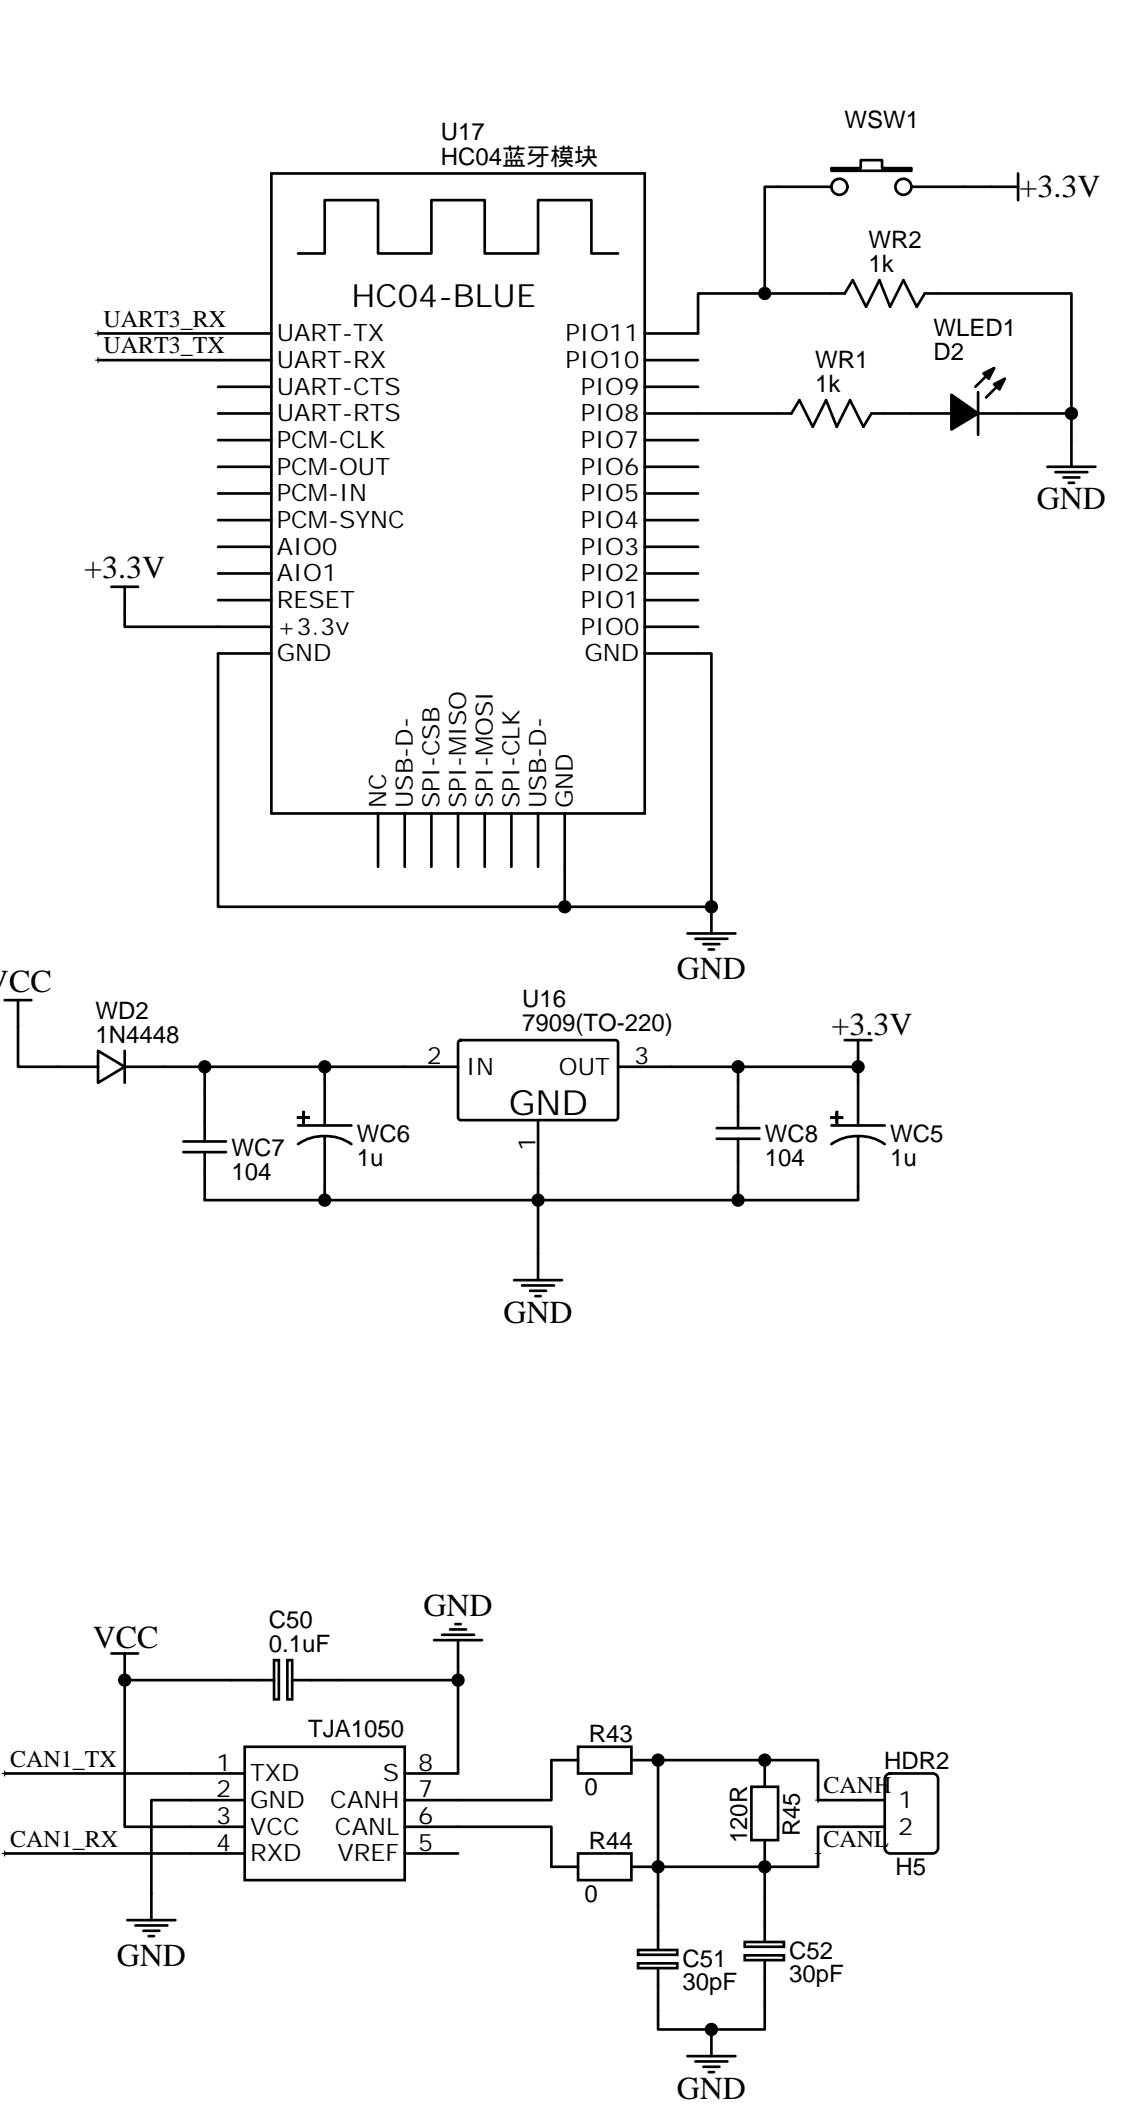 WSW1
U17
HC04蓝牙模块
+3.3V
WR2
1k
HC04-BLUE
UART3_RX
UART-TX
PIO11
WLED1
D2
UART3_TX
UART-RX
PIO10
WR1
1k
UART-CTS
PIO9
UART-RTS
PIO8
PCM-CLK
PIO7
PCM-OUT
PIO6
PCM-IN
PIO5
GND
PCM-SYNC
PIO4
AIO0
PIO3
+3.3V
AIO1
PIO2
RESET
PIO1
+3.3v
PIO0
GND
GND
NC
USB-D-
SPI-CSB
SPI-MISO
SPI-MOSI
SPI-CLK
USB-D-
GND
GND
VCC
WD2
1N4448
U16
7909(TO-220)
+3.3V
2
IN
OUT
3
GND
1
WC7
104
WC6
1u
WC8
104
WC5
1u
GND
GND
C50
0.1uF
VCC
TJA1050
R43
0
CAN1_TX
1
TXD
S
8
HDR2
2
GND
CANH
7
CANH
1
3
VCC
CANL
6
120R
R45
2
CAN1_RX
4
RXD
VREF
5
R44
0
CANL
H5
GND
C51
30pF
C52
30pF
GND